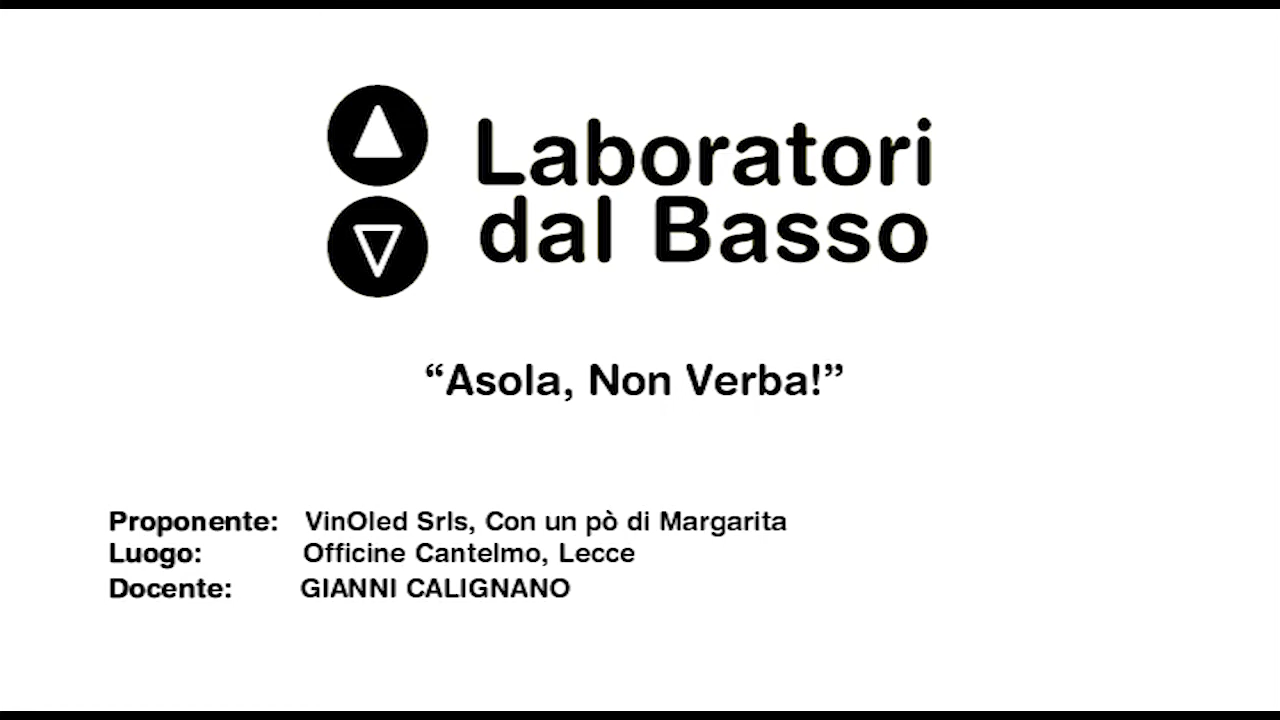 Laboratori
dal Basso
“Asola, Non Verba!”
Proponente: VinOled Srls, Con un pò di Margarita
Luogo: Officine Cantelmo, Lecce
Docente: GIANNI CALIGNANO